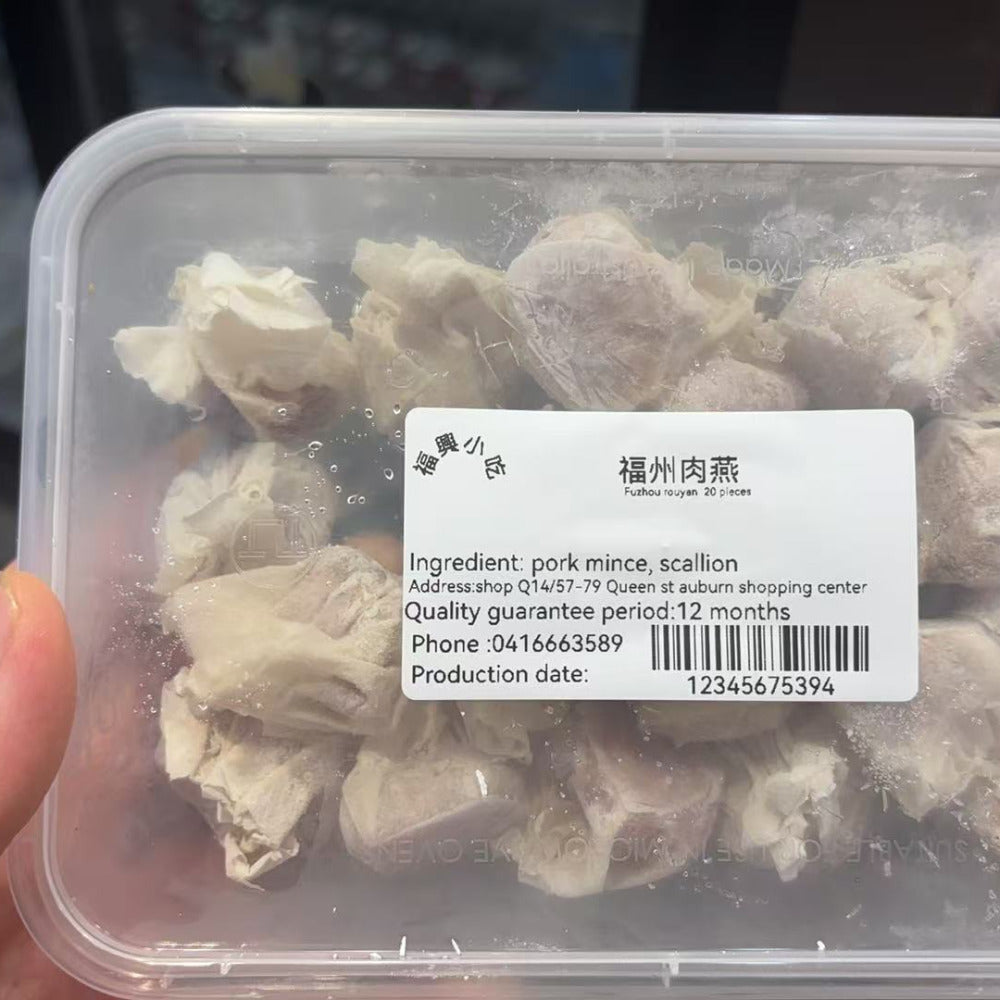 福興小吃
福州肉燕
Fuzhou rouyan 20 pieces
Ingredient: pork mince, scallion
Address:shop Q14/57-79 Queen st auburn shopping center
Quality guarantee period:12 months
Phone :0416663589
Production date:
12345675394